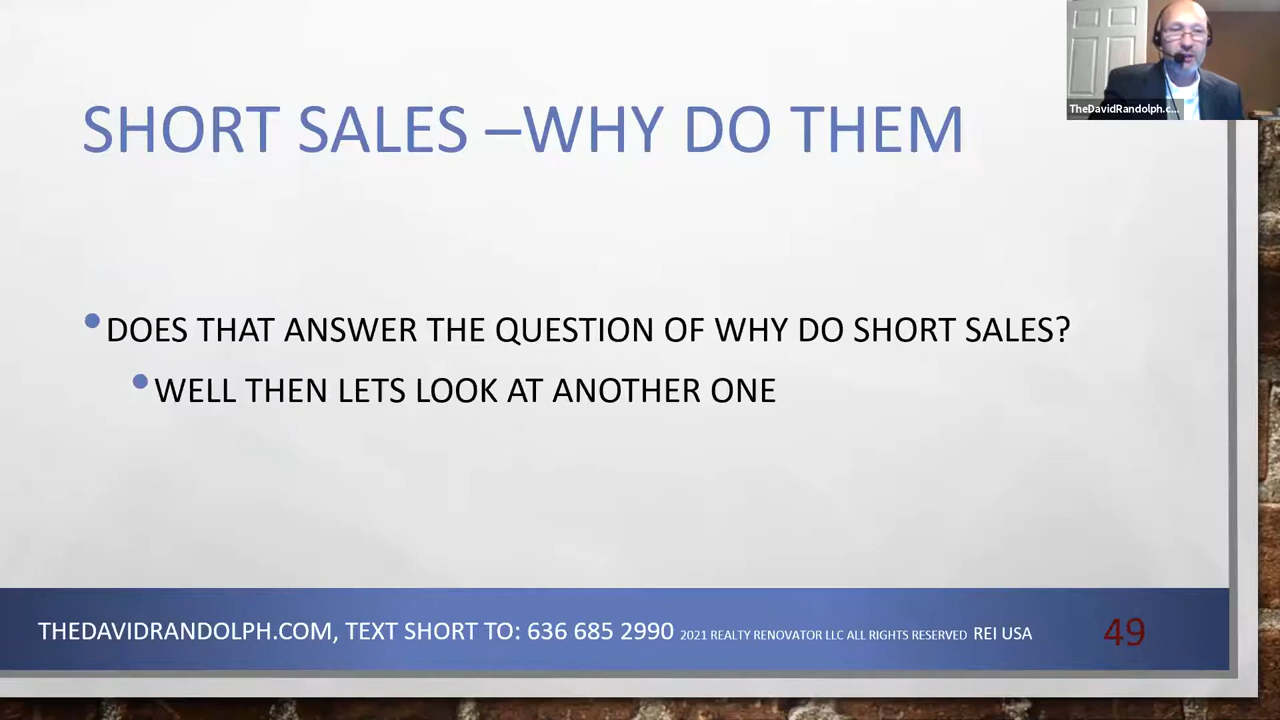 TheDavidRandolph.c...
SHORT SALES –WHY DO THEM
•DOES THAT ANSWER THE QUESTION OF WHY DO SHORT SALES?
•WELL THEN LETS LOOK AT ANOTHER ONE
THEDAVIDRANDOLPH.COM, TEXT SHORT TO: 636 685 2990 2021 REALTY RENOVATOR LLC ALL RIGHTS RESERVED REI USA 49